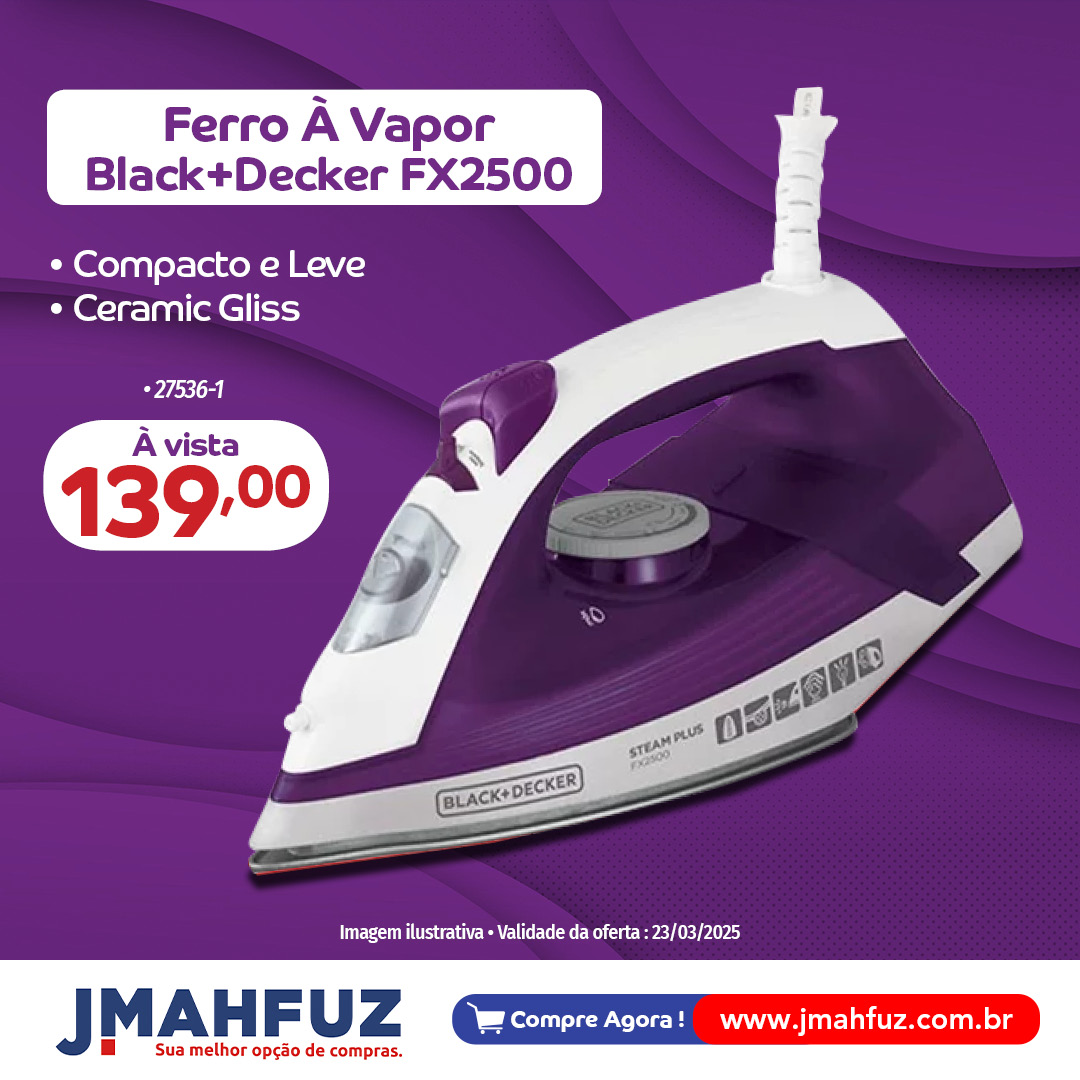 Ferro À Vapor
Black+Decker FX2500
• Compacto e Leve
• Ceramic Gliss
• 27536-1
À vista
139,00
STEAM PLUS
FX2500
BLACK+DECKER
Imagem ilustrativa • Validade da oferta : 23/03/2025
JMAHFUZ
Sua melhor opção de compras.
Compre Agora !
www.jmahfuz.com.br